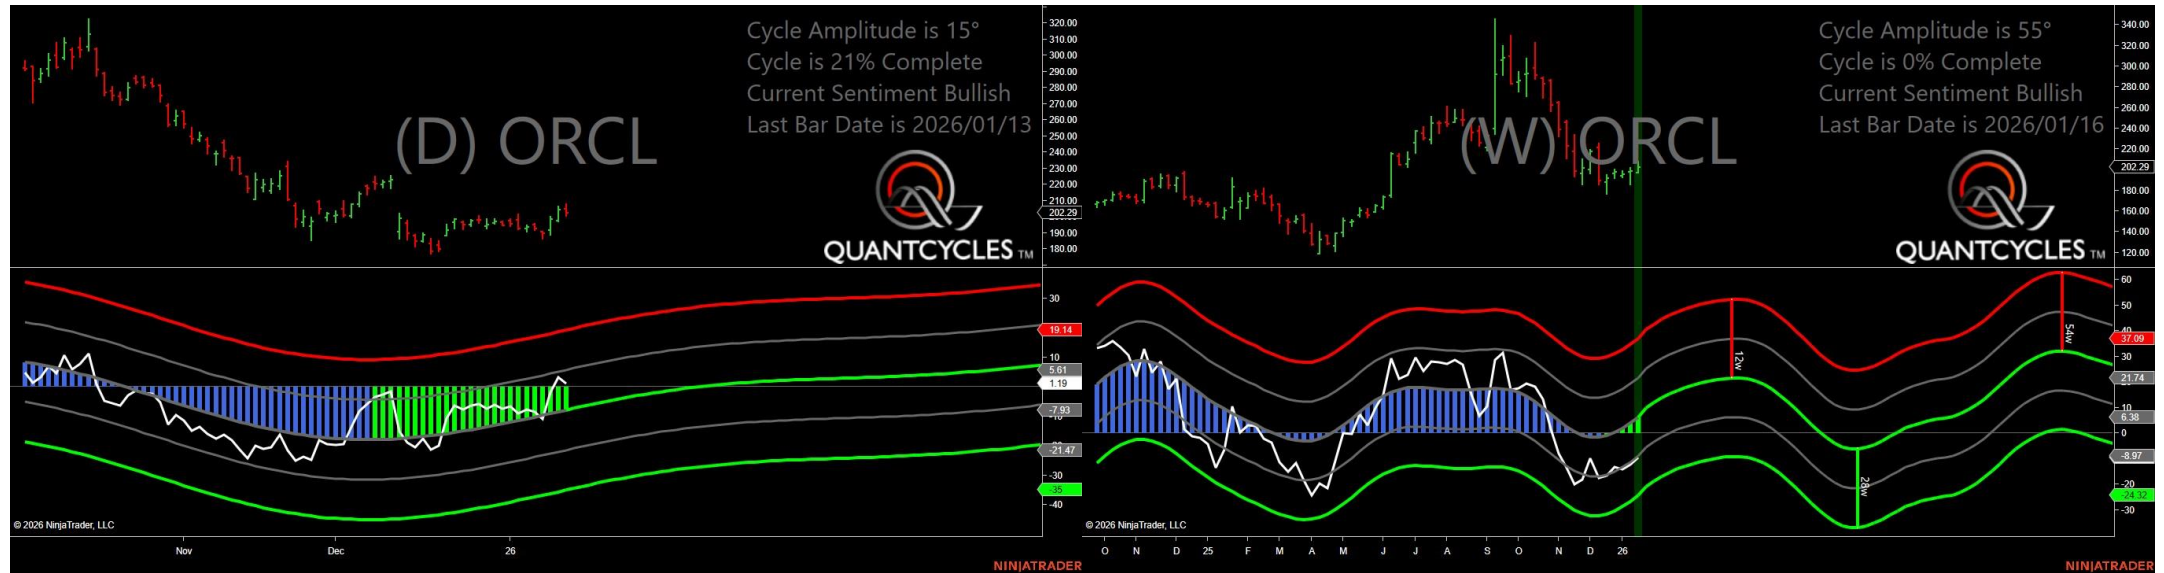 Cycle Amplitude is 15°
Cycle is 21% Complete
Current Sentiment Bullish
Last Bar Date is 2026/01/13
(D) ORCL
QUANTCYCLES TM
320.00
310.00
300.00
290.00
280.00
270.00
260.00
250.00
240.00
230.00
220.00
210.00
202.29
190.00
180.00
30
19.14
10
5.61
1.19
-7.93
-21.47
-30
-35
-40
© 2026 NinjaTrader, LLC
Nov
Dec
26
NINJATRADER
Cycle Amplitude is 55°
Cycle is 0% Complete
Current Sentiment Bullish
Last Bar Date is 2026/01/16
(W) ORCL
QUANTCYCLES TM
340.00
320.00
300.00
280.00
260.00
240.00
220.00
202.29
180.00
160.00
140.00
120.00
60
50
40
37.09
30
21.74
10
6.38
0
-8.97
-20
-24.32
-30
12w
28w
54w
© 2026 NinjaTrader, LLC
O N D 25 F M A M J J A S O N D 26
NINJATRADER